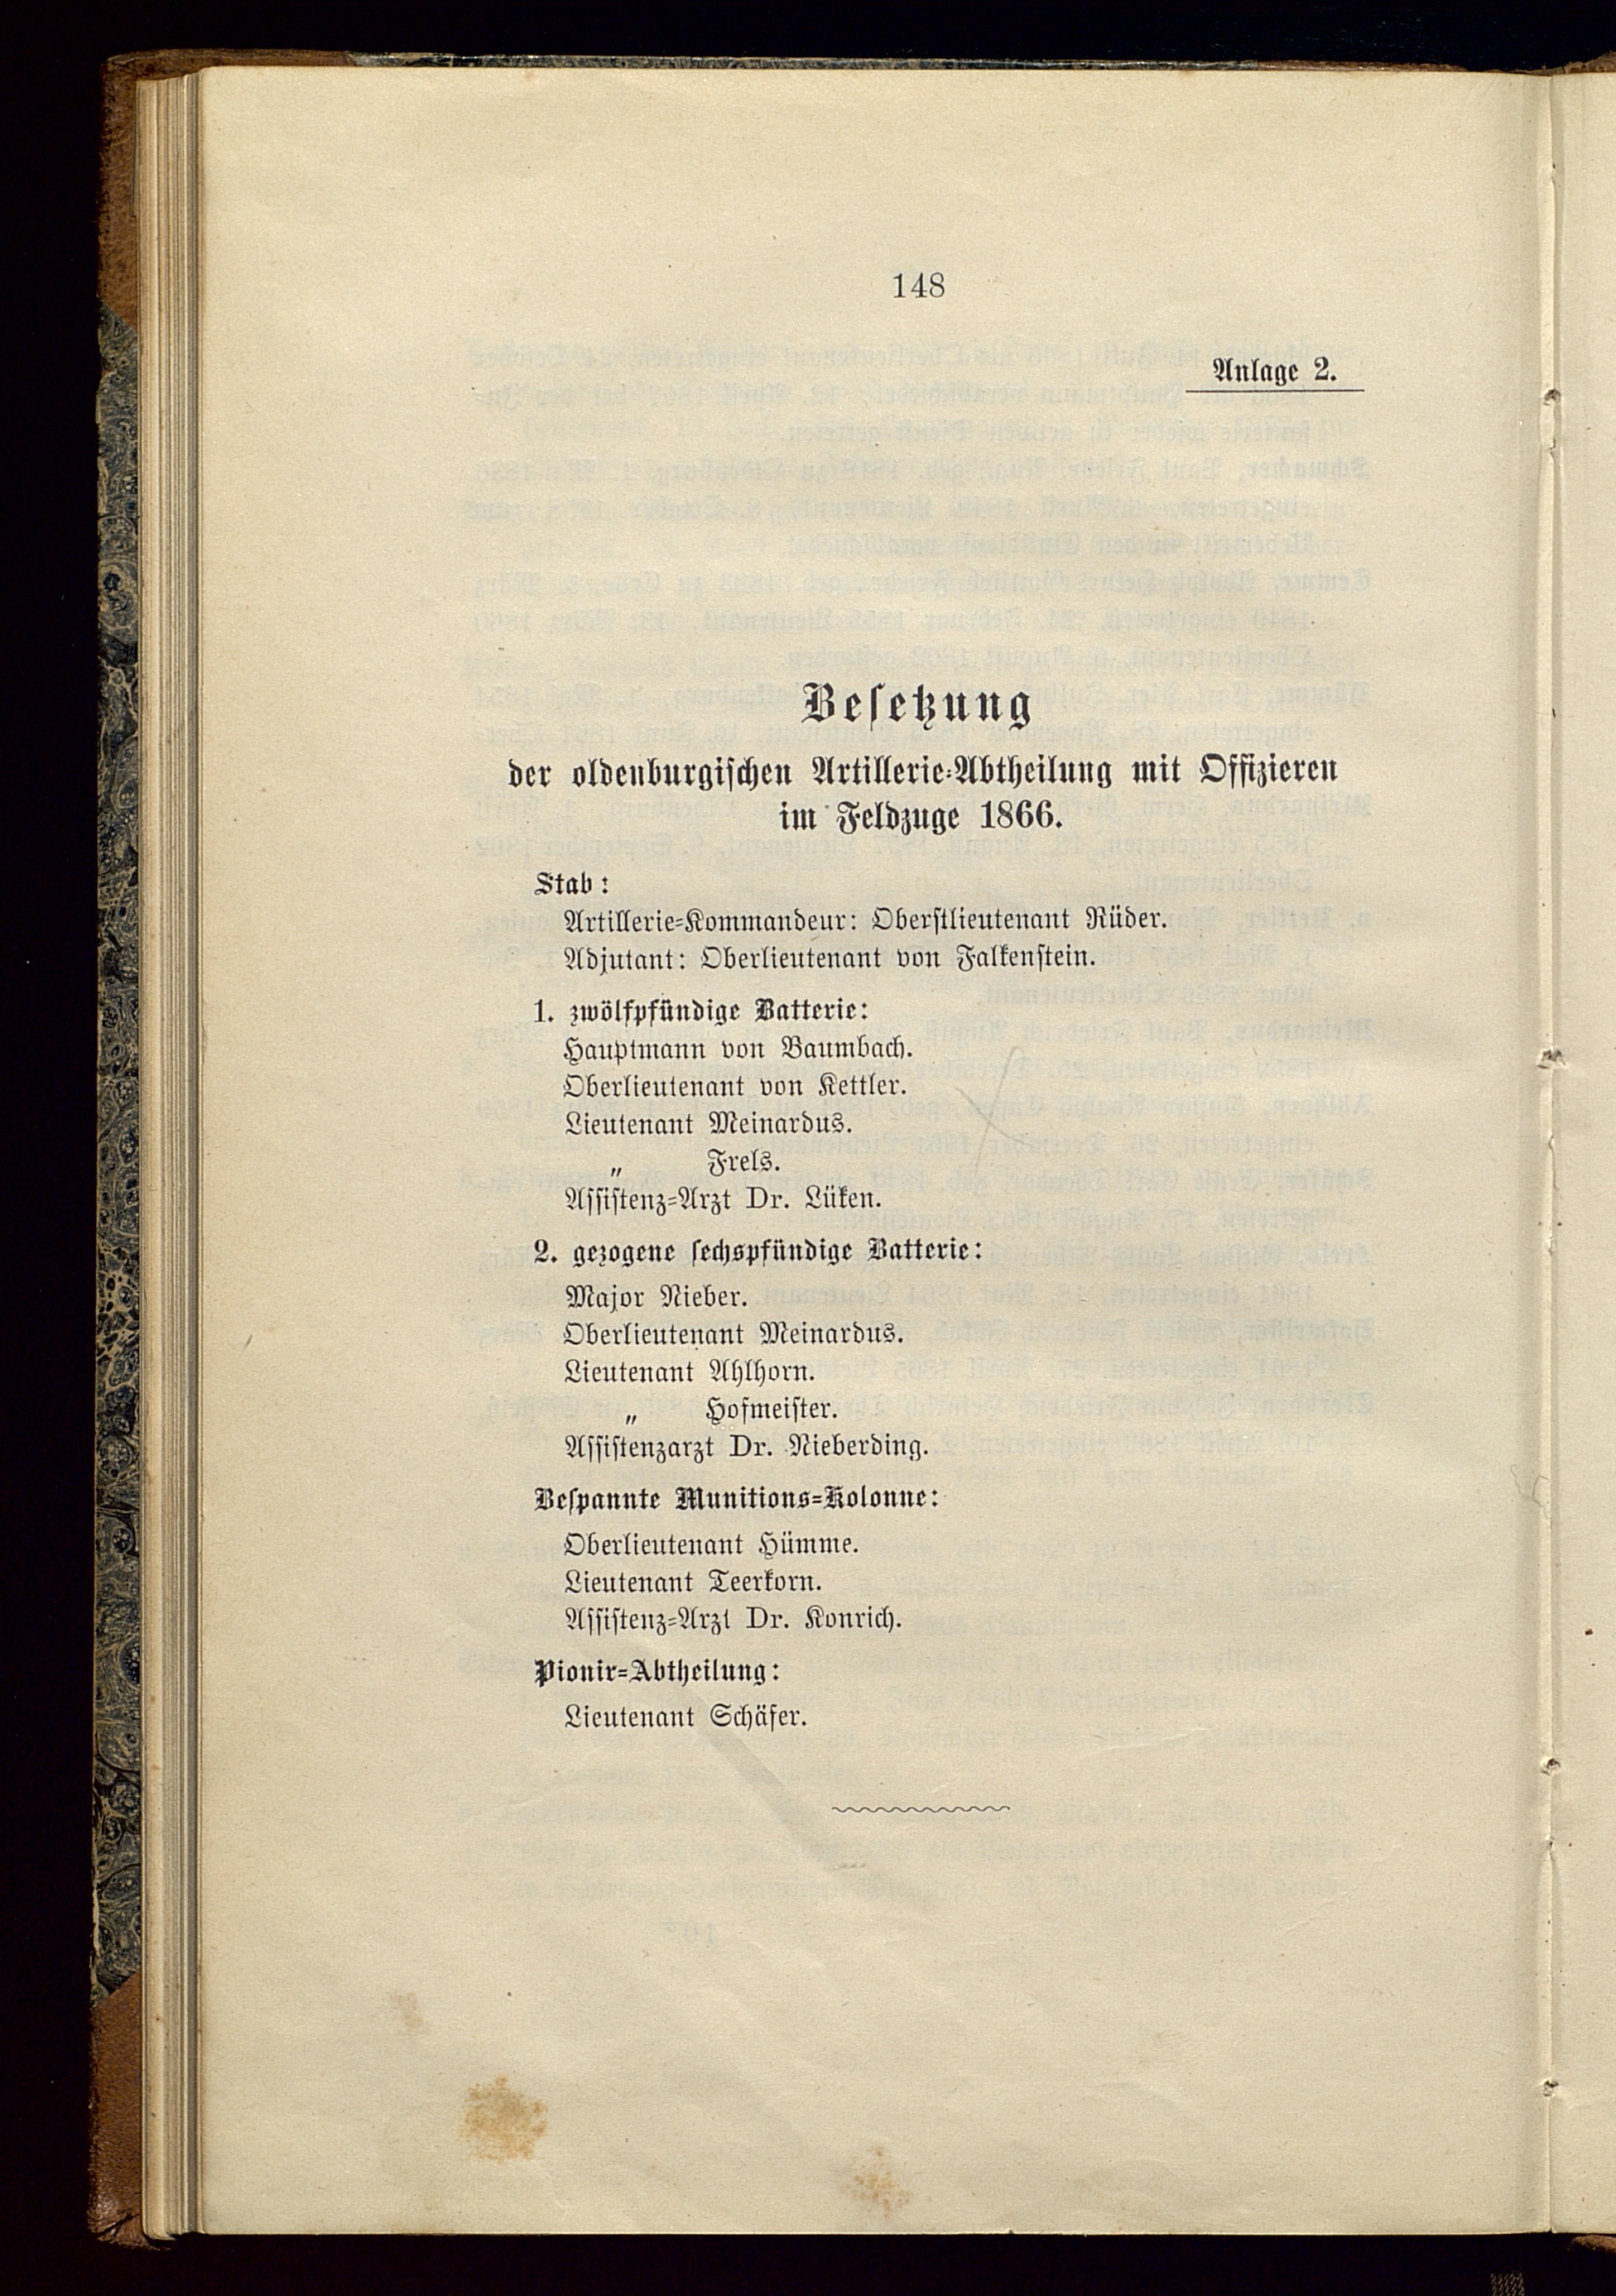 148
Anlage 2.
Besetzung
der oldenburgischen Artillerie-Abtheilung mit Offizieren
im Feldzuge 1866.
Stab:
Artillerie-Kommandeur: Oberstlieutenant Rüder.
Adjutant: Oberlieutenant von Falkenstein.
1. zwölfpfündige Batterie:
Hauptmann von Baumbach.
Oberlieutenant von Kettler.
Lieutenant Meinardus.
„ Frels.
Assistenz-Arzt Dr. Lüken.
2. gezogene sechspfündige Batterie:
Major Nieber.
Oberlieutenant Meinardus.
Lieutenant Ahlhorn.
„ Hofmeister.
Assistenzarzt Dr. Nieberding.
Bespannte Munitions-Kolonne:
Oberlieutenant Hümme.
Lieutenant Teerkorn.
Assistenz-Arzt Dr. Konrich.
Pionir-Abtheilung:
Lieutenant Schäfer.